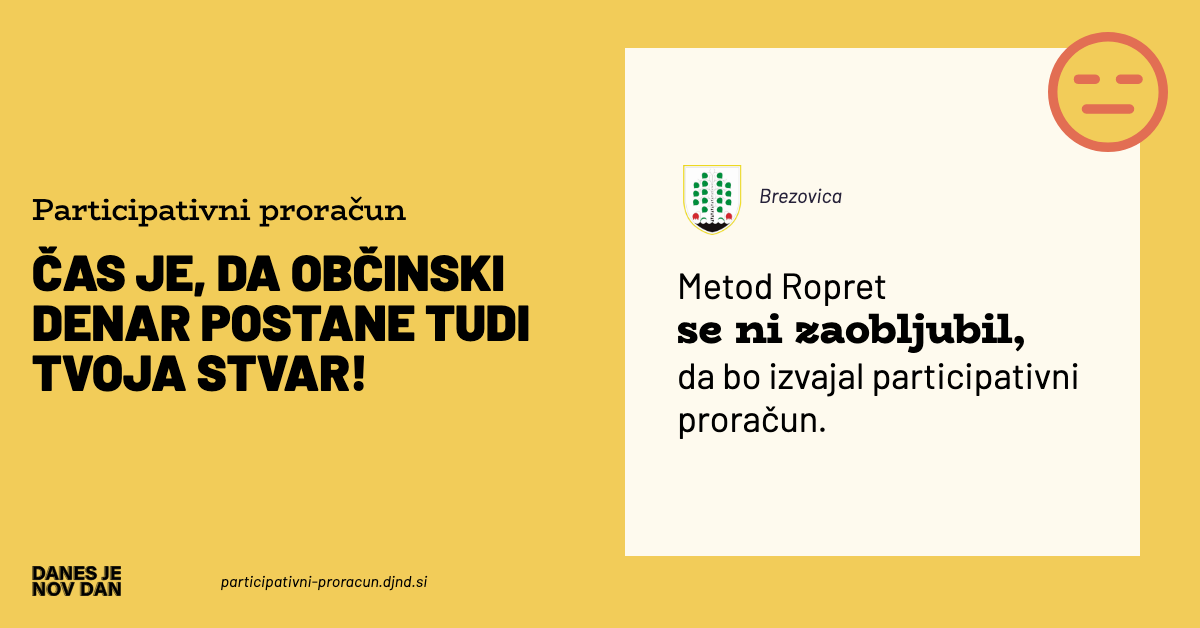 Participativni proračun
ČAS JE, DA OBČINSKI
DENAR POSTANE TUDI
TVOJA STVAR!
DANES JE
NOV DAN
participativni-proracun.djnd.si
Brezovica
Metod Ropret
se ni zaobljubil,
da bo izvajal participativni
proračun.